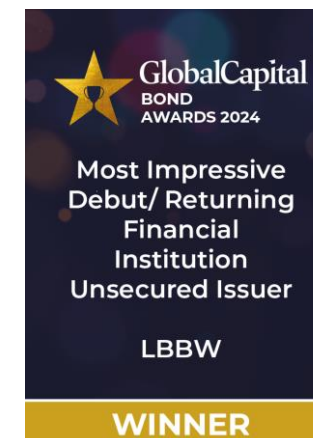 GlobalCapital
BOND
AWARDS 2024
Most Impressive
Debut/ Returning
Financial
Institution
Unsecured Issuer
LBBW
WINNER